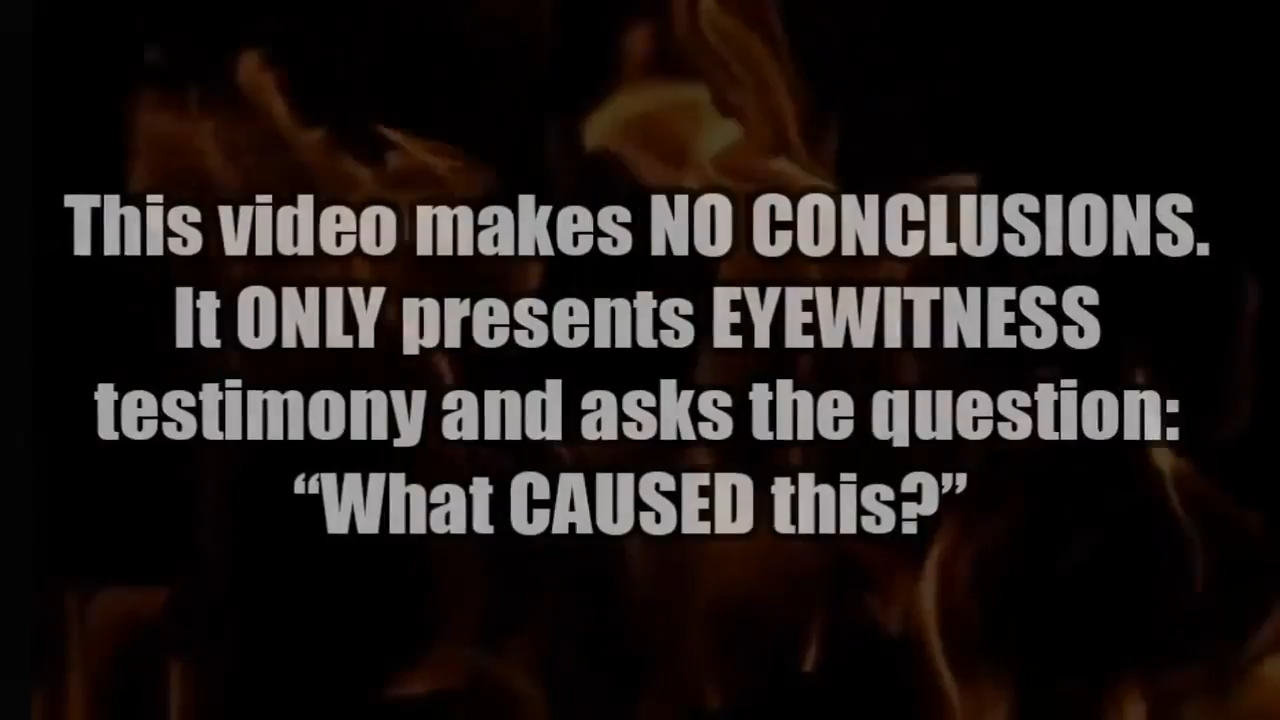 This video makes NO CONCLUSIONS.
It ONLY presents EYEWITNESS
testimony and asks the question:
“What CAUSED this?”